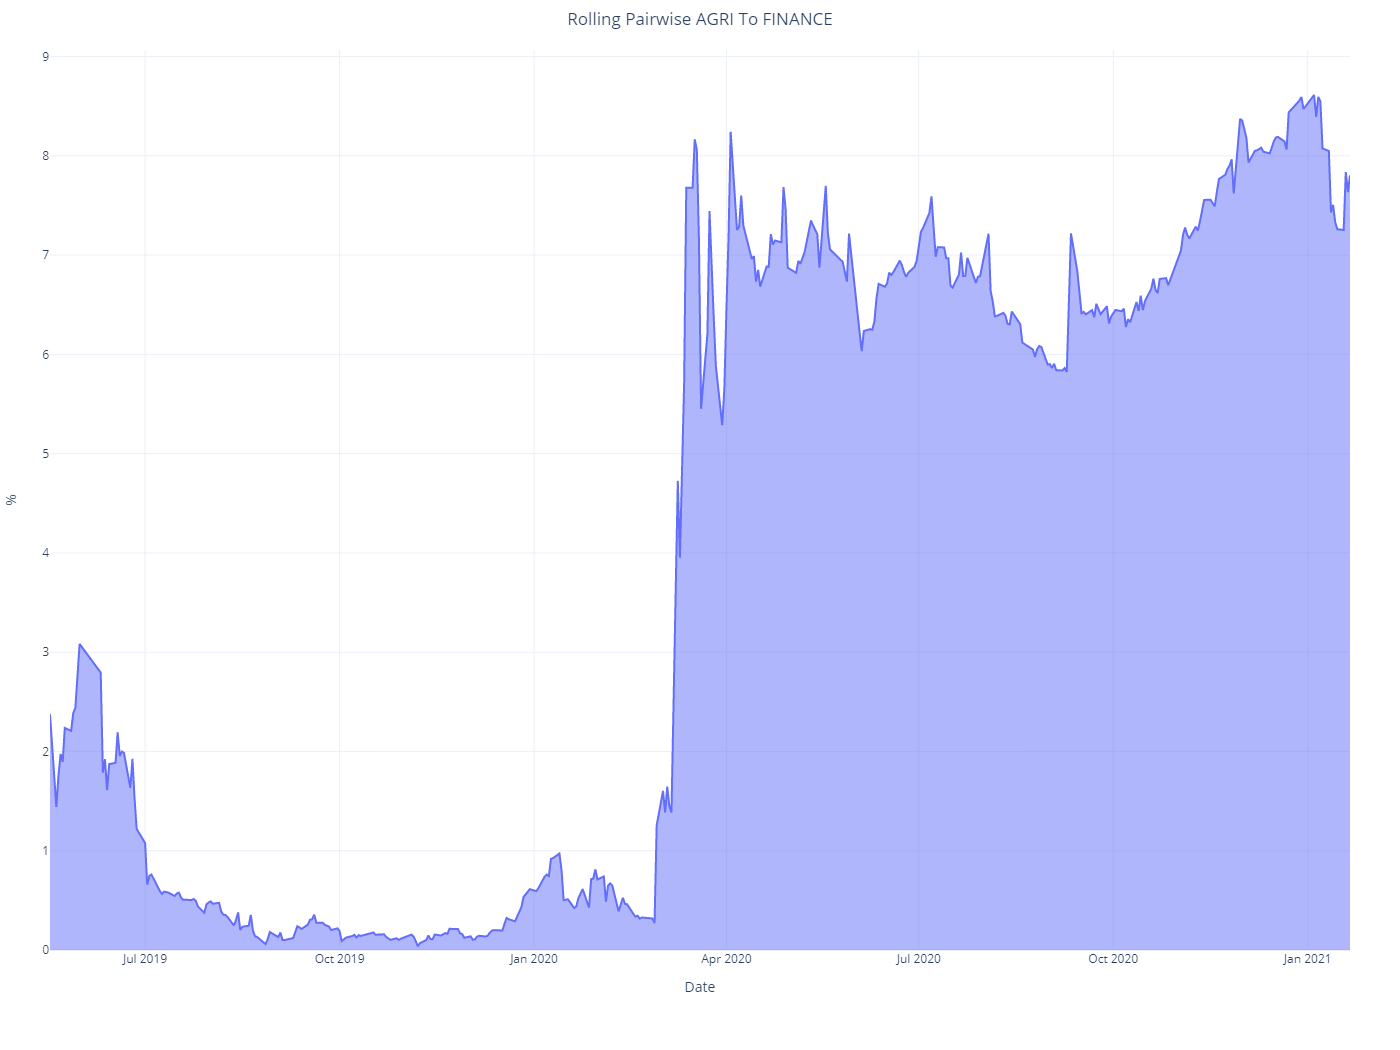 Rolling Pairwise AGRI To FINANCE
9
8
7
6
5
4
3
2
1
0
%
Jul 2019
Oct 2019
Jan 2020
Apr 2020
Jul 2020
Oct 2020
Jan 2021
Date